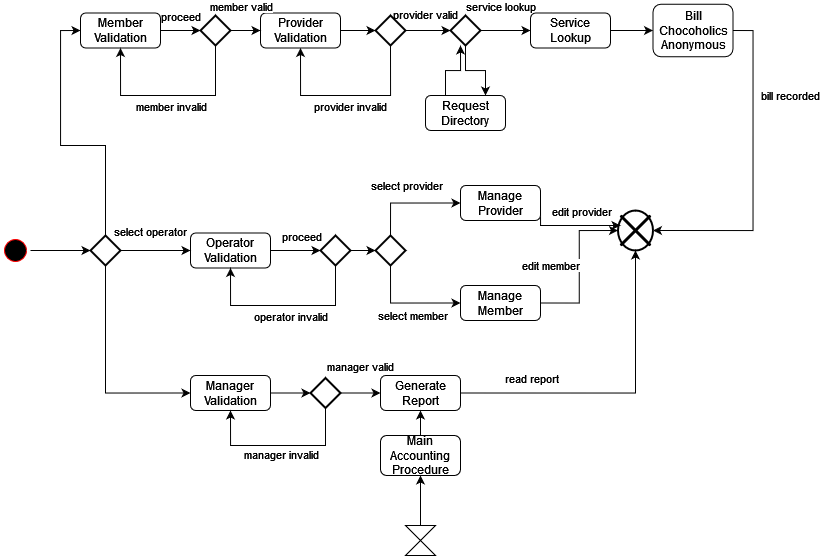 member valid
service lookup
proceed
provider valid
Member
Validation
Provider
Validation
Service
Lookup
Bill
Chocoholics
Anonymous
member invalid
provider invalid
Request
Directory
bill recorded
select provider
Manage
Provider
edit provider
select operator
Operator
Validation
proceed
operator invalid
edit member
select member
Manage
Member
manager valid
Manager
Validation
Generate
Report
read report
manager invalid
Main
Accounting
Procedure